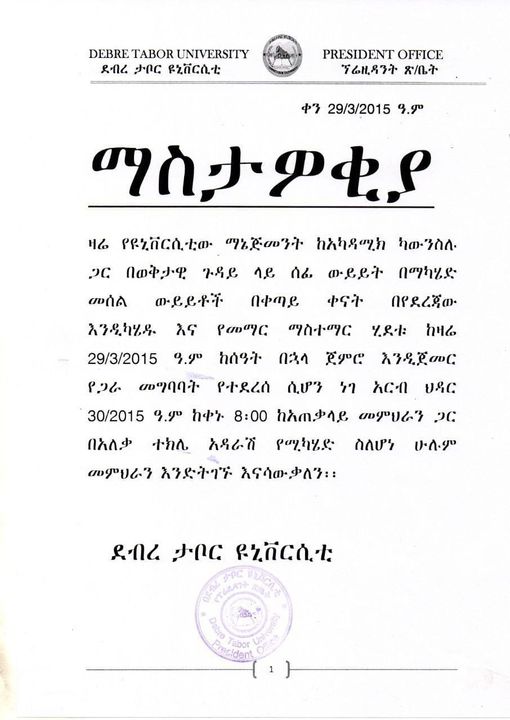 DEBRE TABOR UNIVERSITY PRESIDENT OFFICE
ደብረ ታቦር ዩኒቨርሲቲ ፕሬዚዳንት ጽ/ቤት
ቀን 29/3/2015 ዓ.ም
ማስታዎቂያ
ዛሬ የዩኒቨርሲቲው ማኔጅመንት ከአካዳሚክ ካውንስሉ
ጋር በወቅታዊ ጉዳይ ላይ ሰፊ ውይይት በማካሄድ
መሰል ውይይቶች በቀጣይ ቀናት በየደረጃው
እንዲካሄዱ እና የመማር ማስተማር ሂደቱ ከዛሬ
29/3/2015 ዓ.ም ከሰዓት በኋላ ጀምሮ እንዲጀመር
የጋራ መግባባት የተደረሰ ሲሆን ነገ አርብ ህዳር
30/2015 ዓ.ም ከቀኑ 8:00 ከአጠቃላይ መምህራን ጋር
በአለቃ ተክሌ አዳራሽ የሚካሄድ ስለሆነ ሁሉም
መምህራን እንድትገኙ እናሳውቃለን፡፡
ደብረ ታቦር ዩኒቨርሲቲ
ደብረ ታቦር ዩኒቨርሲቲ
የፕሬዚዳንት ጽ/ቤት
Debre Tabor University
President Office
1